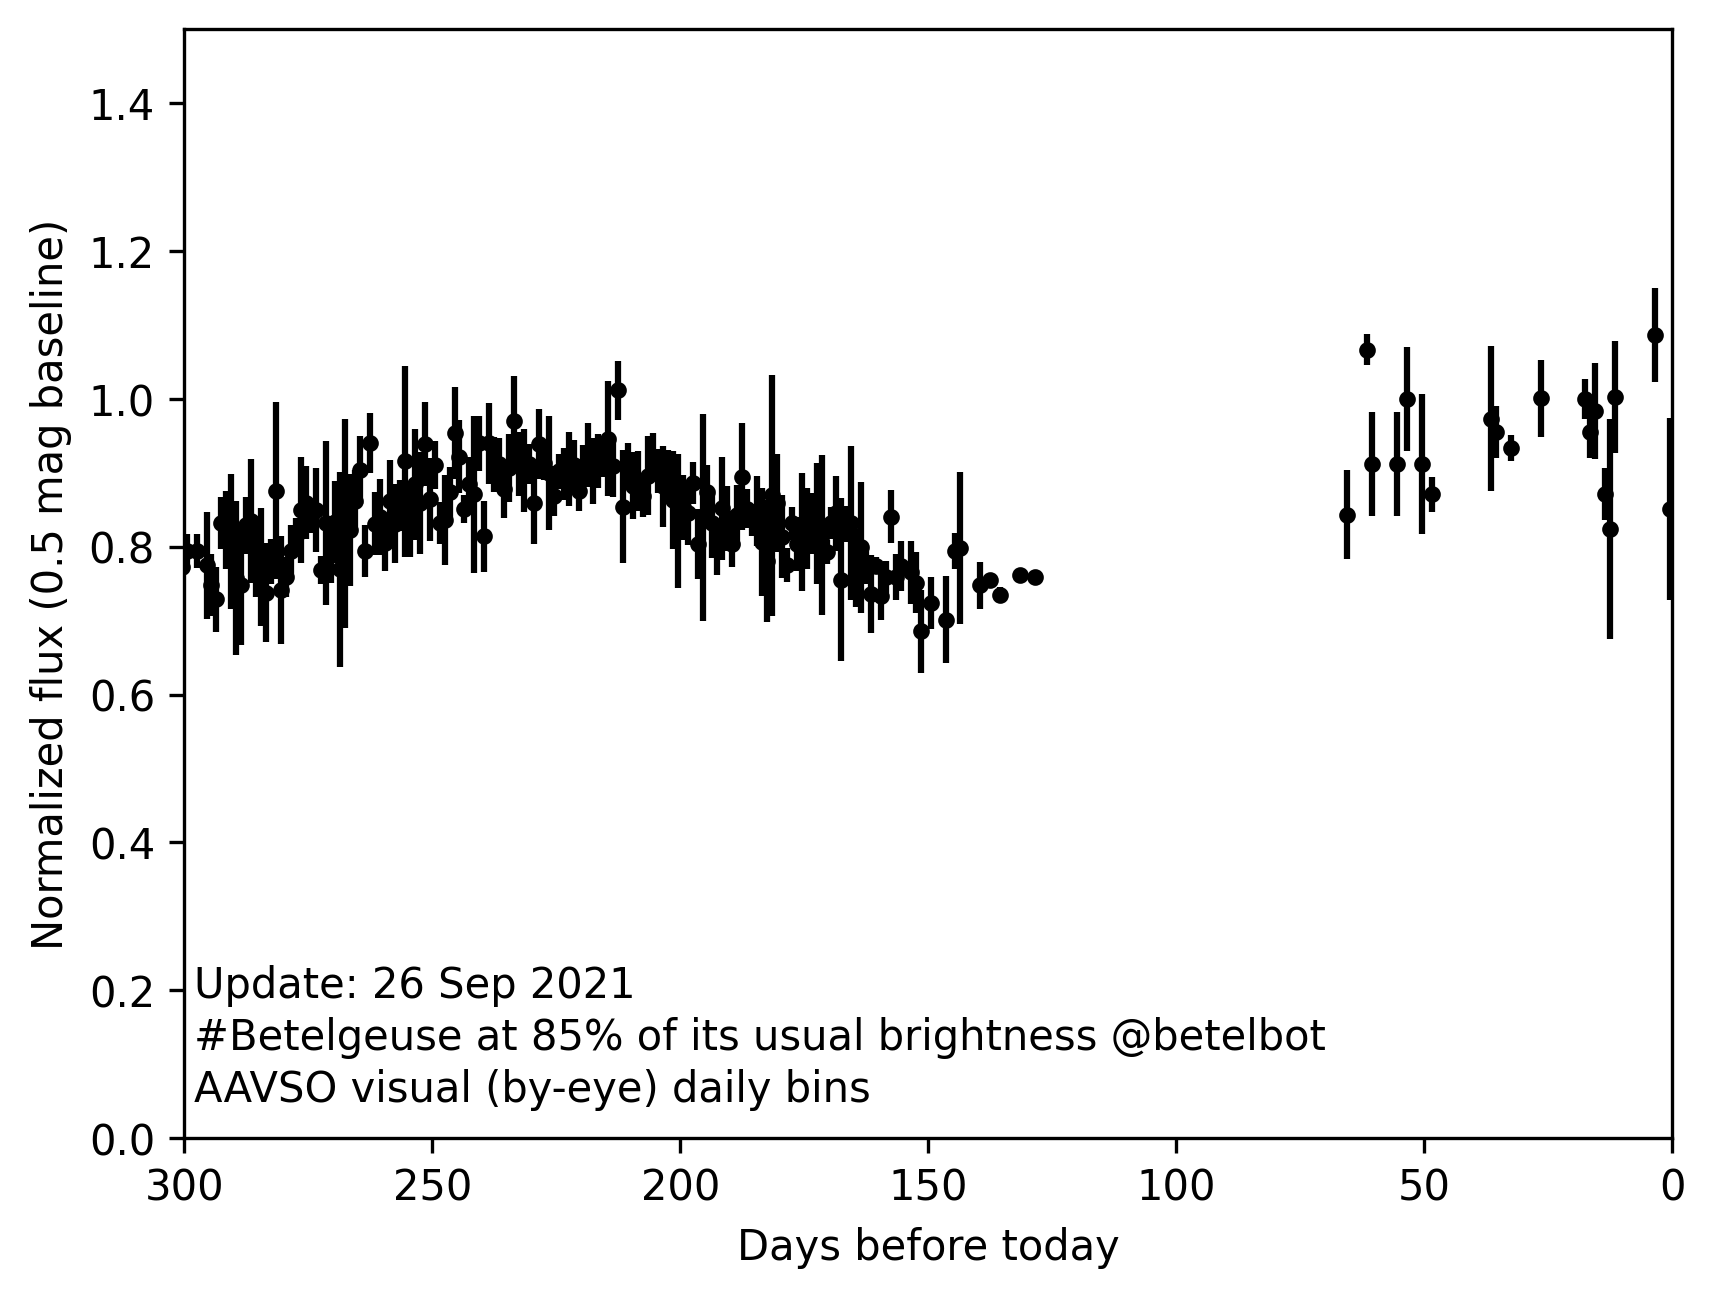 1.4
1.2
1.0
0.8
0.6
0.4
0.2
0.0
Normalized flux (0.5 mag baseline)
Update: 26 Sep 2021
#Betelgeuse at 85% of its usual brightness @betelbot
AAVSO visual (by-eye) daily bins
300 250 200 150 100 50 0
Days before today